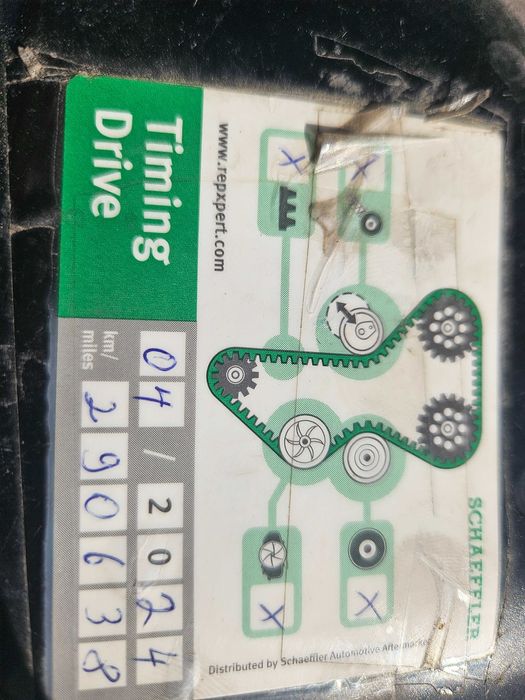 SCHAEFFLER
X X
X X
Distributed by Schaeffler Automotive Aftermarket
www.repxpert.com
Timing
Drive
04 / 2024
km/
miles
290638